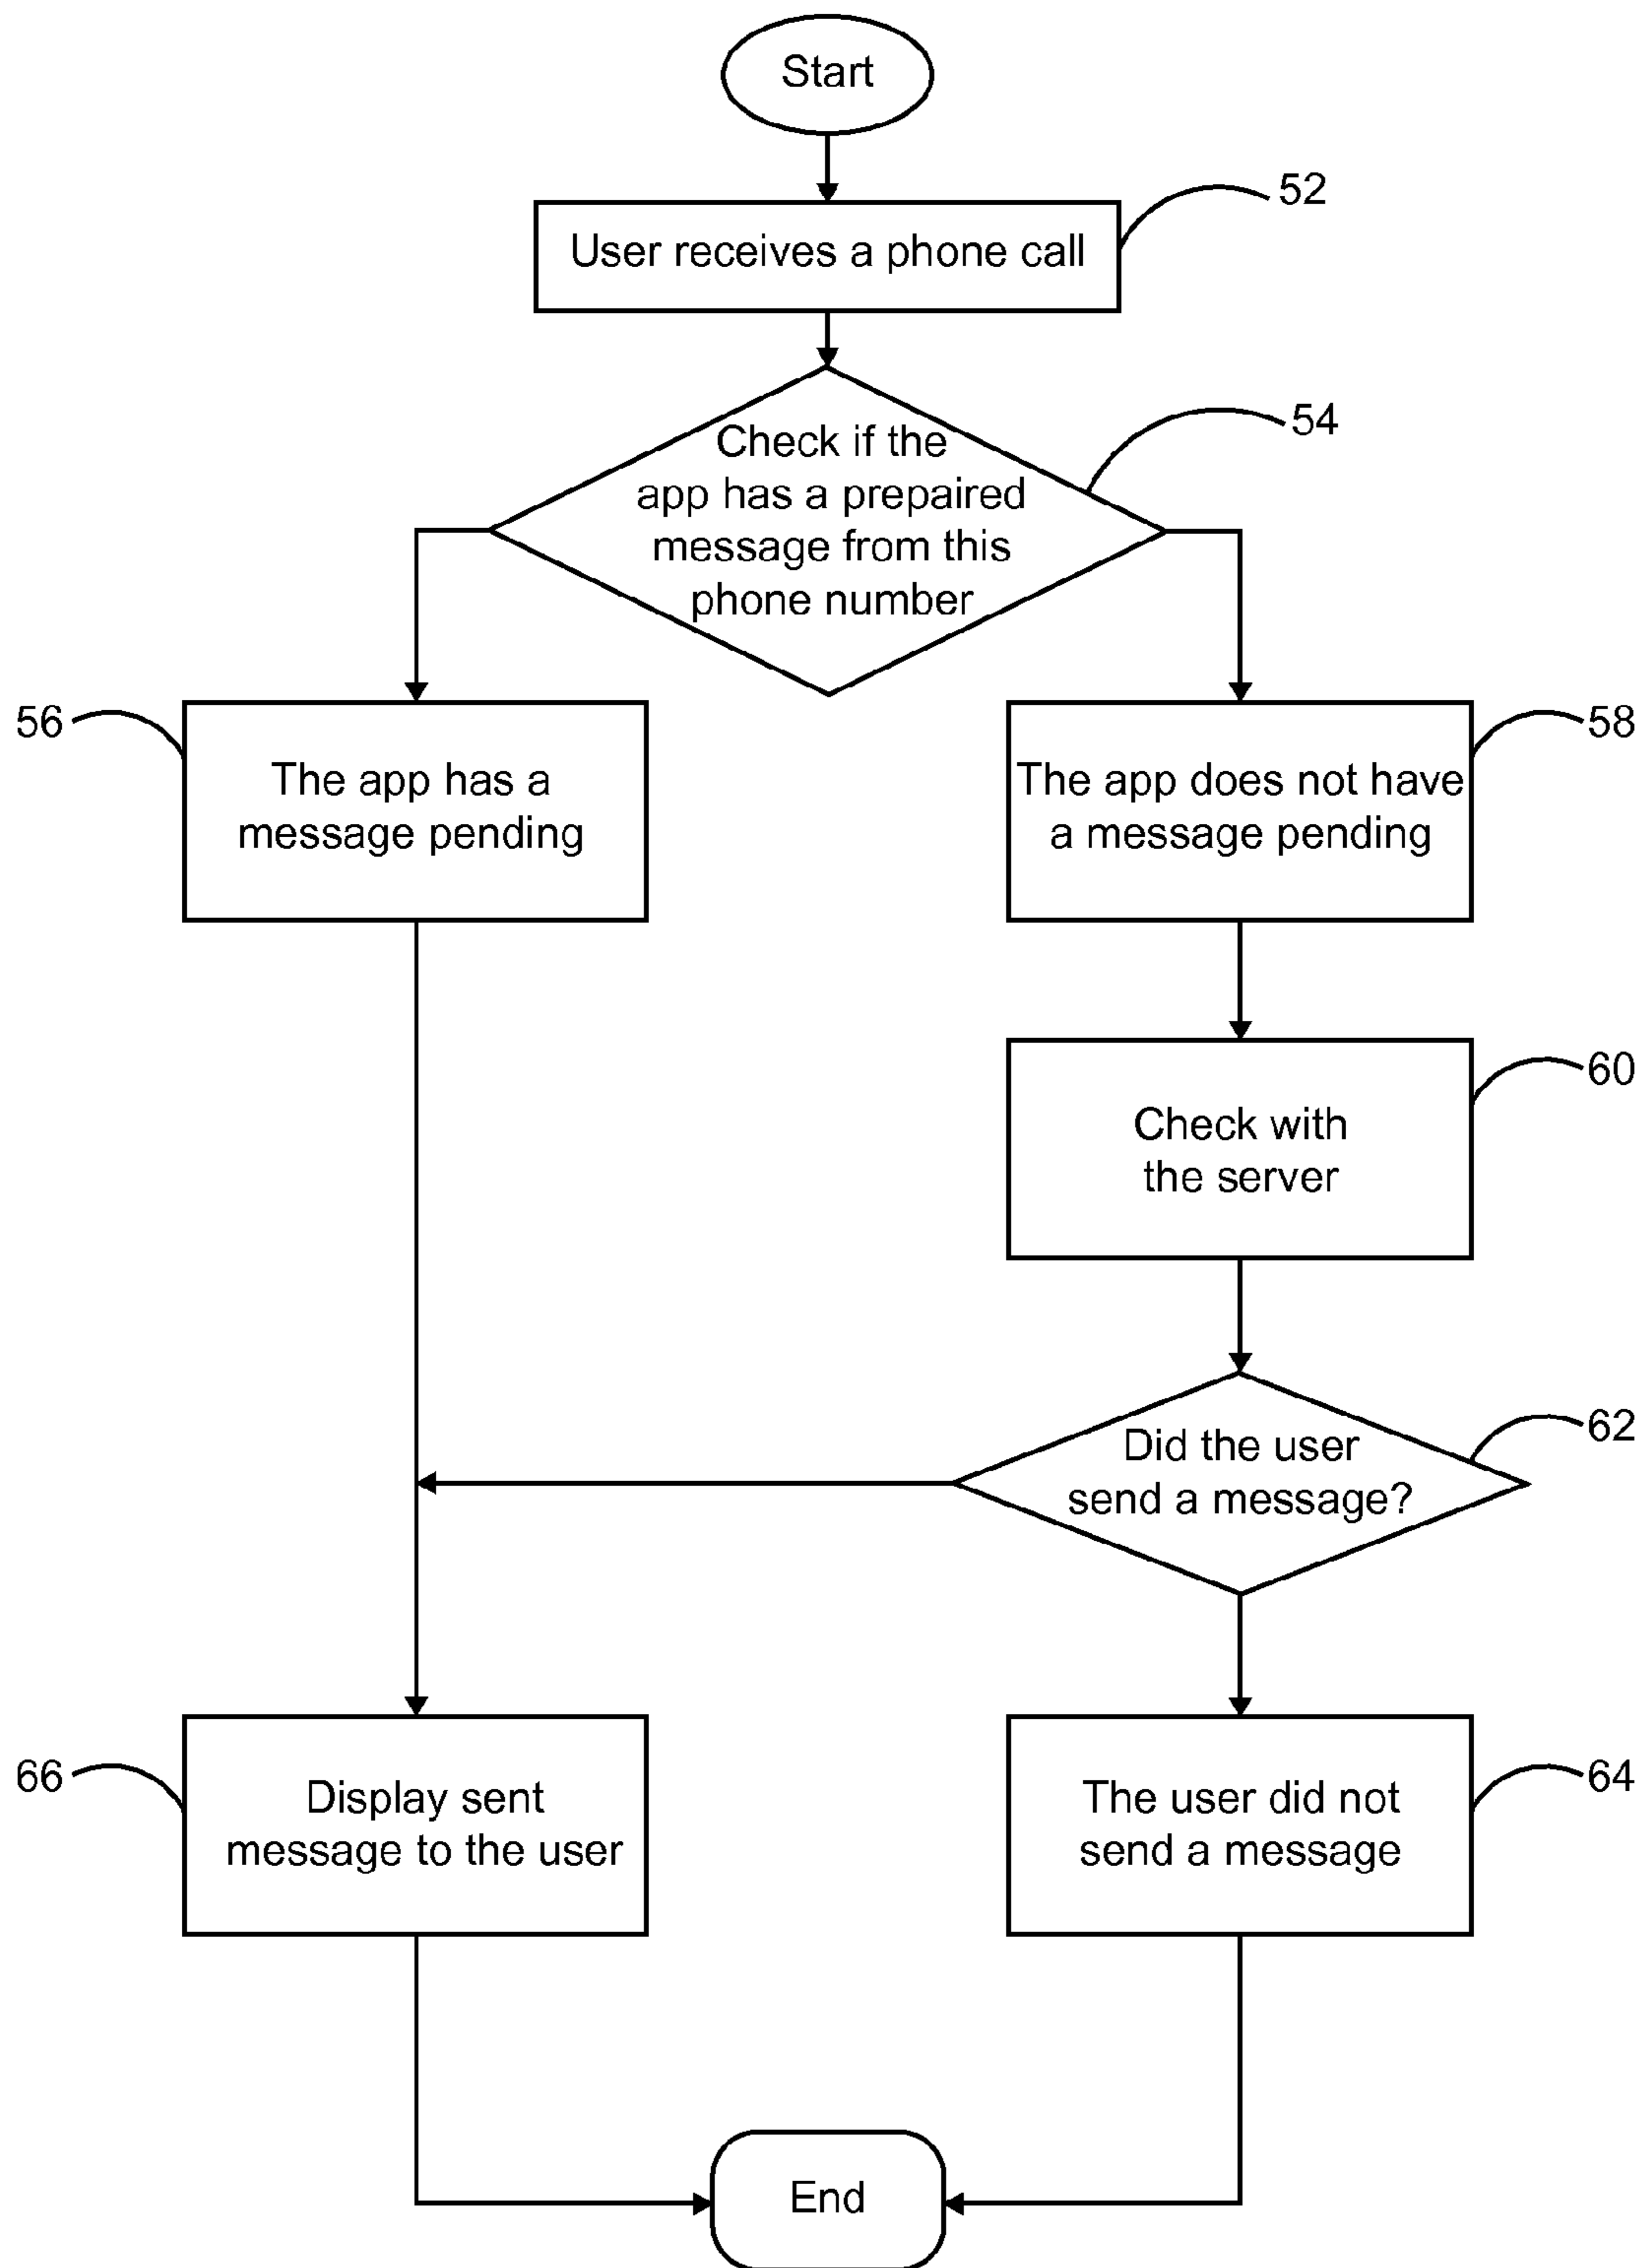 Start
52
User receives a phone call
54
Check if the
app has a prepaired
message from this
phone number
56
The app has a
message pending
58
The app does not have
a message pending
60
Check with
the server
62
Did the user
send a message?
66
Display sent
message to the user
64
The user did not
send a message
End